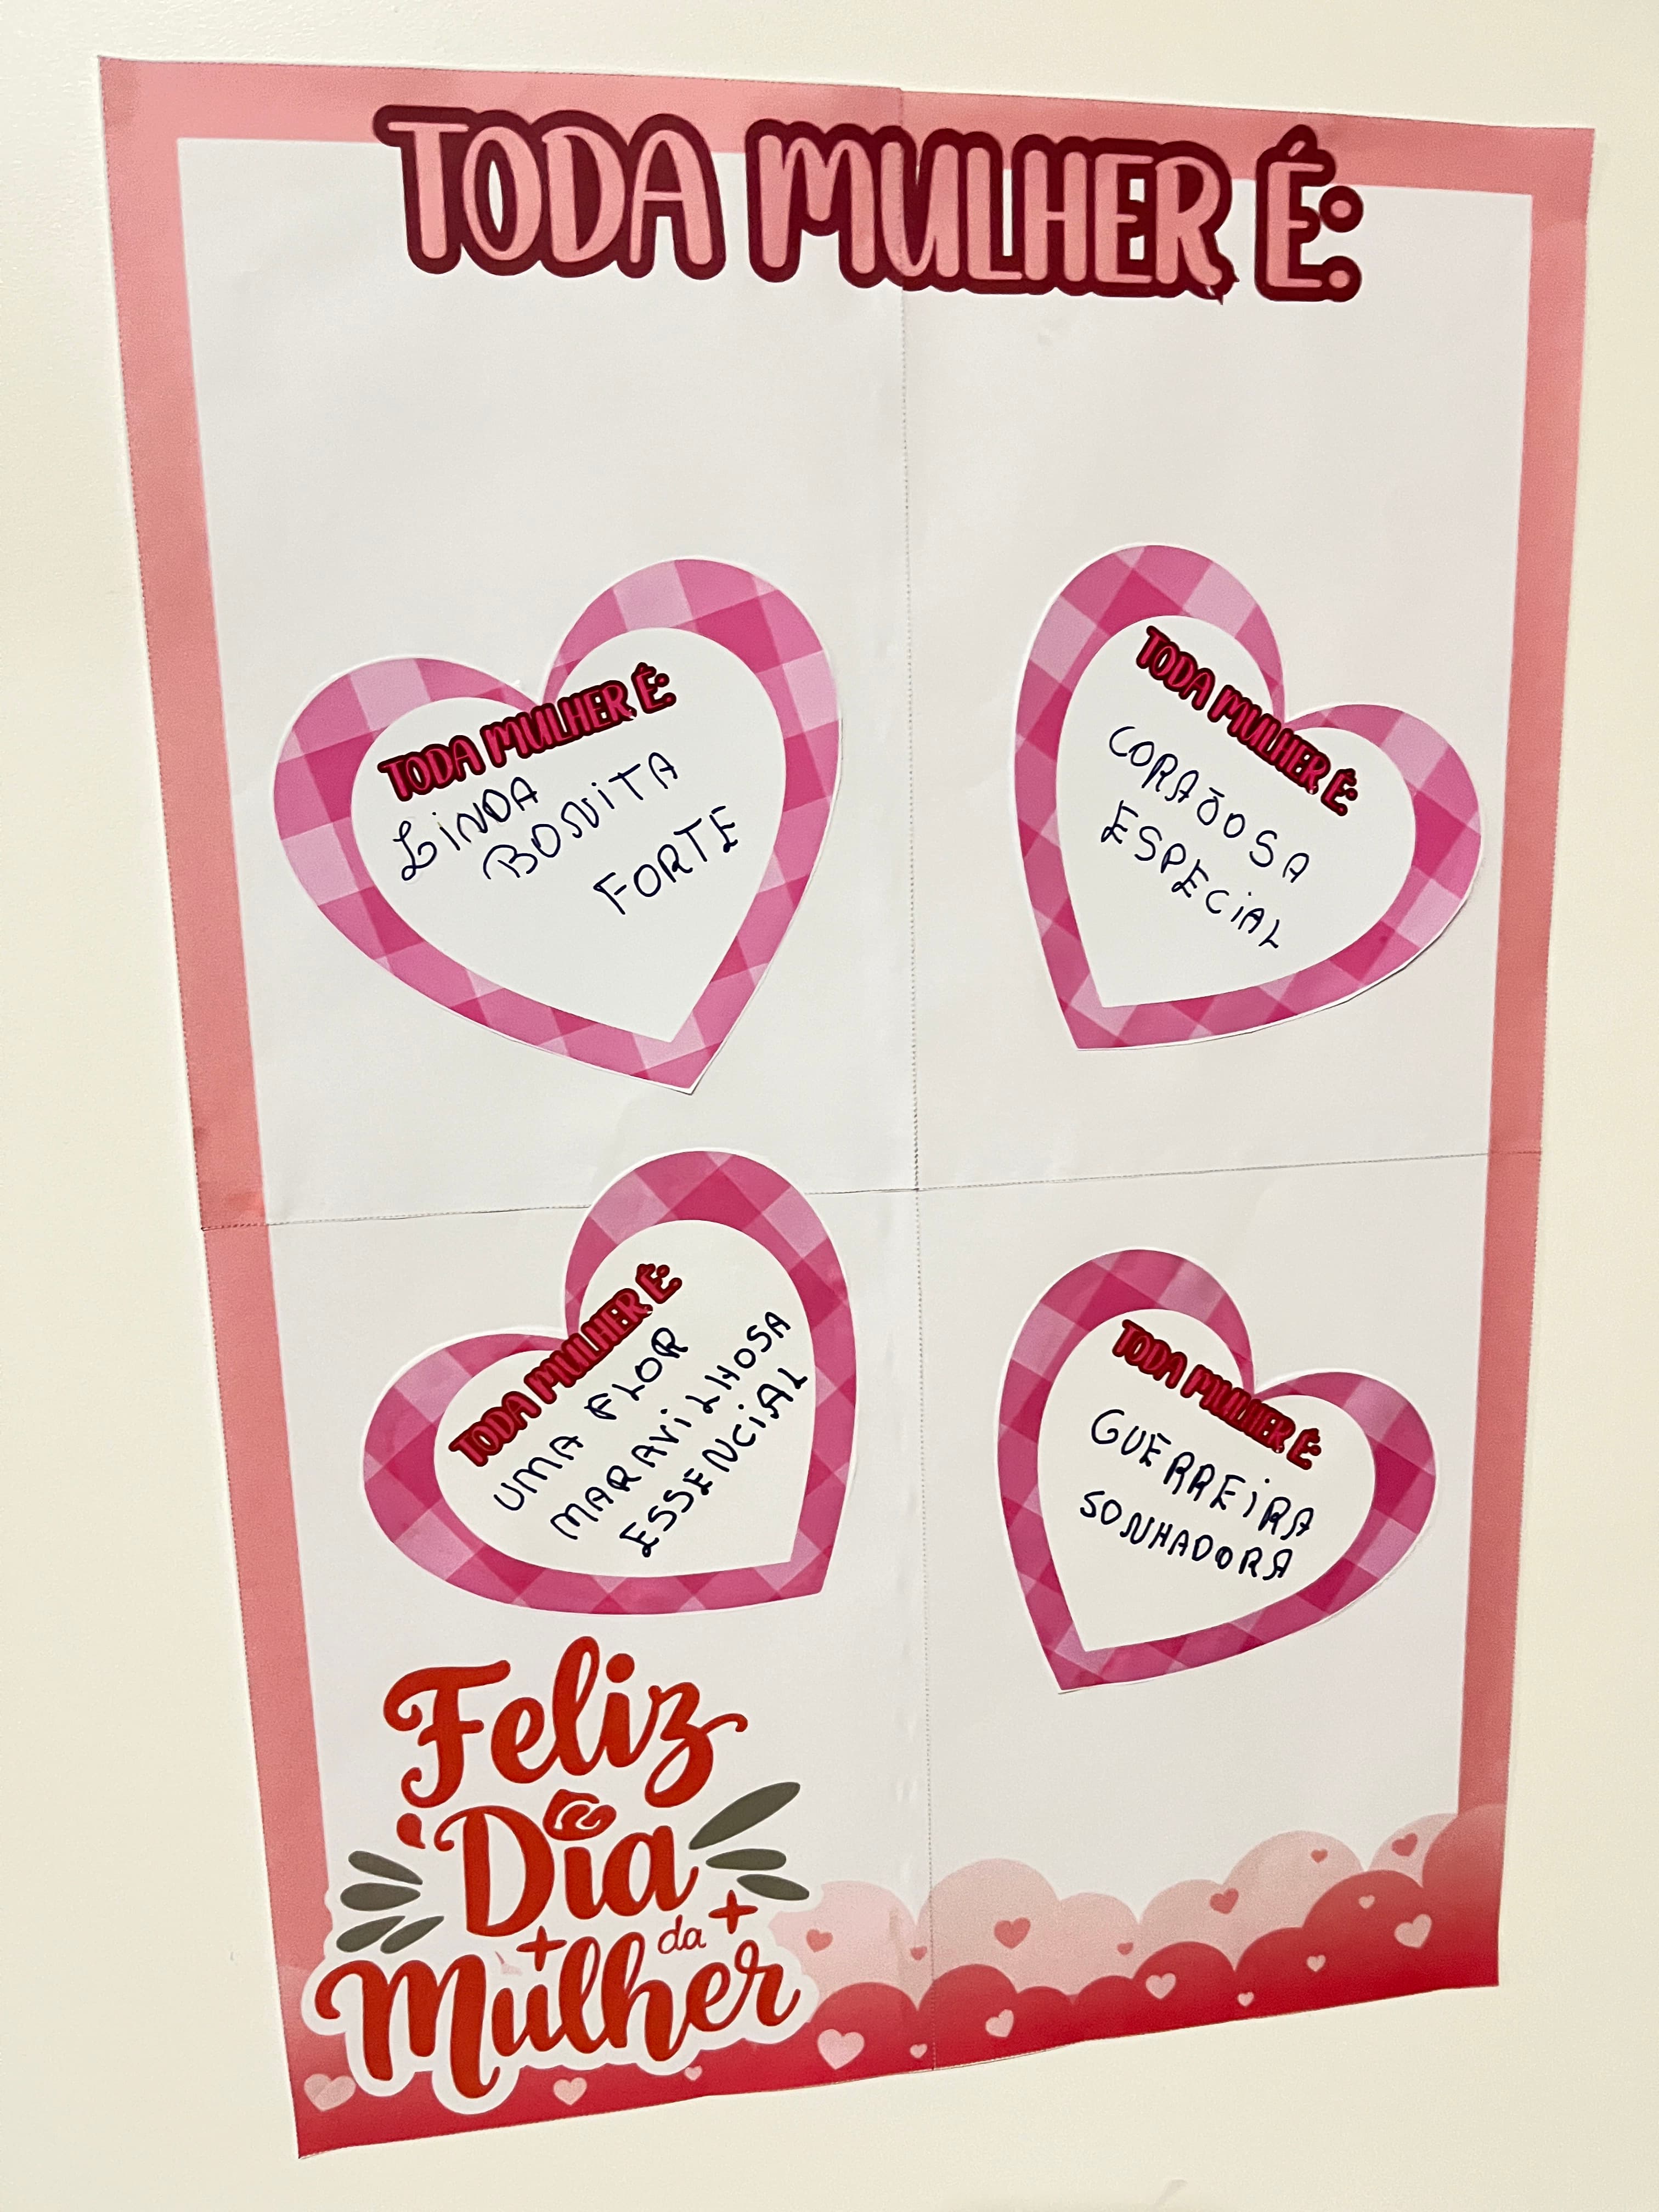 TODA MULHER É:
TODA MULHER É:
LiNDA
BONiTA
FORTE
TODA MULHER É:
CORAÕOSA
ESPECiAL
TODA MULHER É:
UMA FLOR
MARAViLHOSA
ESSENCiAL
TODA MULHER É:
GUERREiRA
SONHADORA
Feliz
Dia
da
Mulher